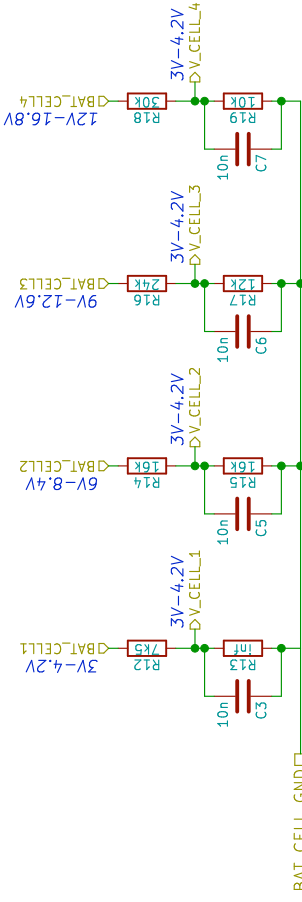 3V-4.2V
V_CELL_4
BAT_CELL4
12V-16.8V
30k
R18
10k
R19
10n
C7
3V-4.2V
V_CELL_3
BAT_CELL3
9V-12.6V
24k
R16
12k
R17
10n
C6
3V-4.2V
V_CELL_2
BAT_CELL2
6V-8.4V
16k
R14
16k
R15
10n
C5
3V-4.2V
V_CELL_1
BAT_CELL1
3V-4.2V
7k5
R12
inf
R13
10n
C3
BAT_CELL_GND